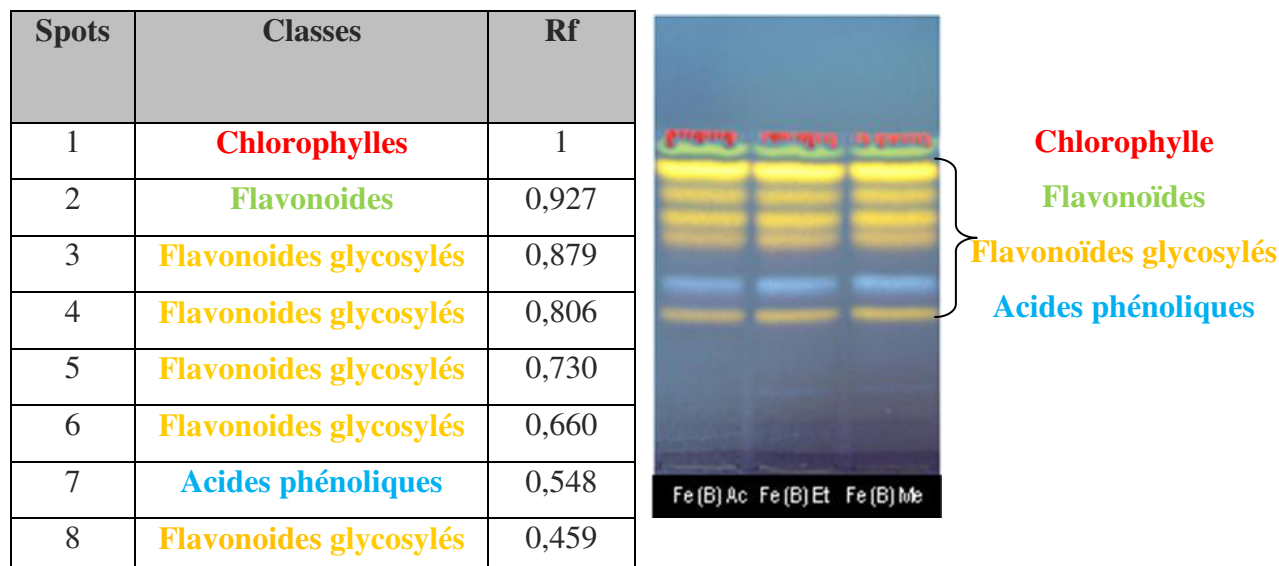 Spots Classes Rf
1 Chlorophylles 1
2 Flavonoides 0,927
3 Flavonoides glycosylés 0,879
4 Flavonoides glycosylés 0,806
5 Flavonoides glycosylés 0,730
6 Flavonoides glycosylés 0,660
7 Acides phénoliques 0,548
8 Flavonoides glycosylés 0,459
Fe (B) Ac Fe (B) Et Fe (B) Me
Chlorophylle
Flavonoïdes
Flavonoïdes glycosylés
Acides phénoliques